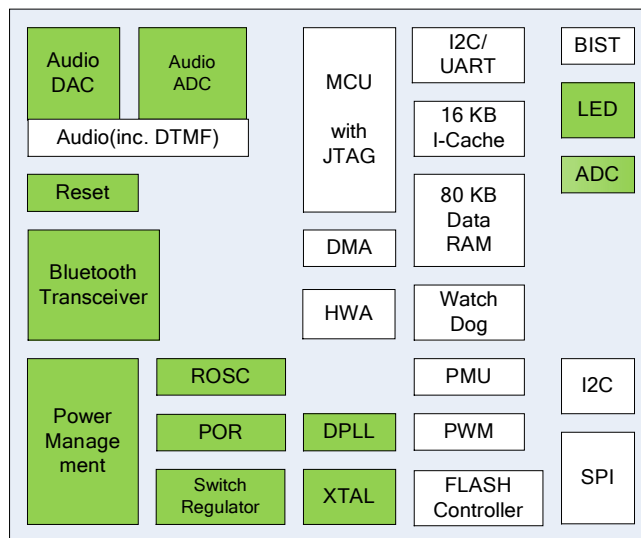 Audio
DAC
Audio
ADC
Audio(inc. DTMF)
Reset
Bluetooth
Transceiver
Power
Manage
ment
ROSC
POR
Switch
Regulator
MCU
with
JTAG
DMA
HWA
DPLL
XTAL
I2C/
UART
16 KB
I-Cache
80 KB
Data
RAM
Watch
Dog
PMU
PWM
FLASH
Controller
BIST
LED
ADC
I2C
SPI